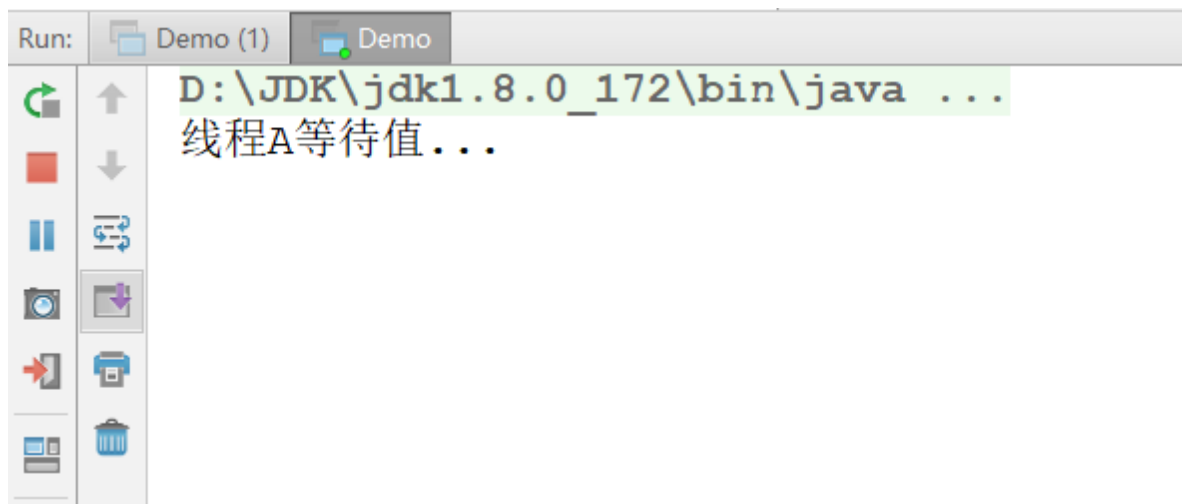 Run: Demo (1) Demo
D:\JDK\jdk1.8.0_172\bin\java ...
线程A等待值...